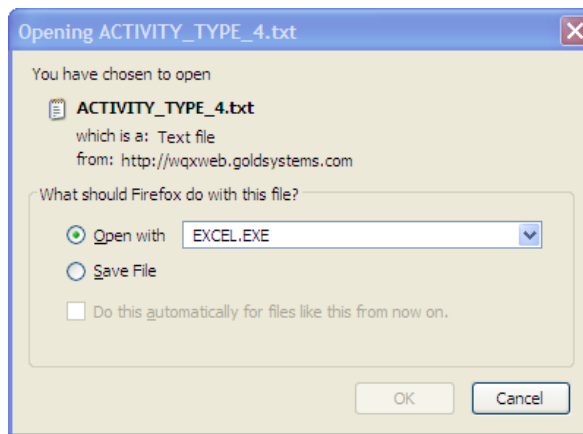 Opening ACTIVITY_TYPE_4.txt
You have chosen to open
ACTIVITY_TYPE_4.txt
which is a: Text file
from: http://wqxweb.goldsystems.com
What should Firefox do with this file?
Open with EXCEL.EXE
Save File
Do this automatically for files like this from now on.
OK Cancel